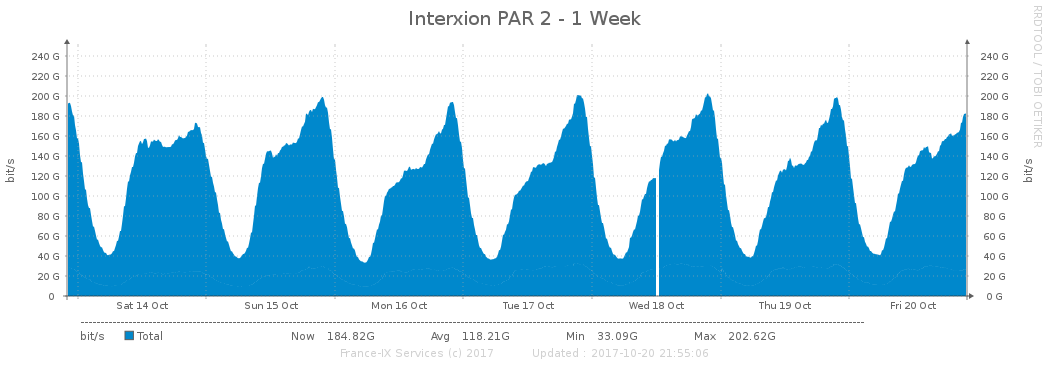 Interxion PAR 2 - 1 Week
RRDTOOL / TOBI OETIKER
240 G 240 G
220 G 220 G
200 G 200 G
180 G 180 G
160 G 160 G
140 G 140 G
120 G 120 G
100 G 100 G
80 G 80 G
60 G 60 G
40 G 40 G
20 G 20 G
0 0 G
bit/s bit/s
Sat 14 Oct Sun 15 Oct Mon 16 Oct Tue 17 Oct Wed 18 Oct Thu 19 Oct Fri 20 Oct
bit/s Total Now 184.82G Avg 118.21G Min 33.09G Max 202.62G
France-IX Services (c) 2017 Updated : 2017-10-20 21:55:06